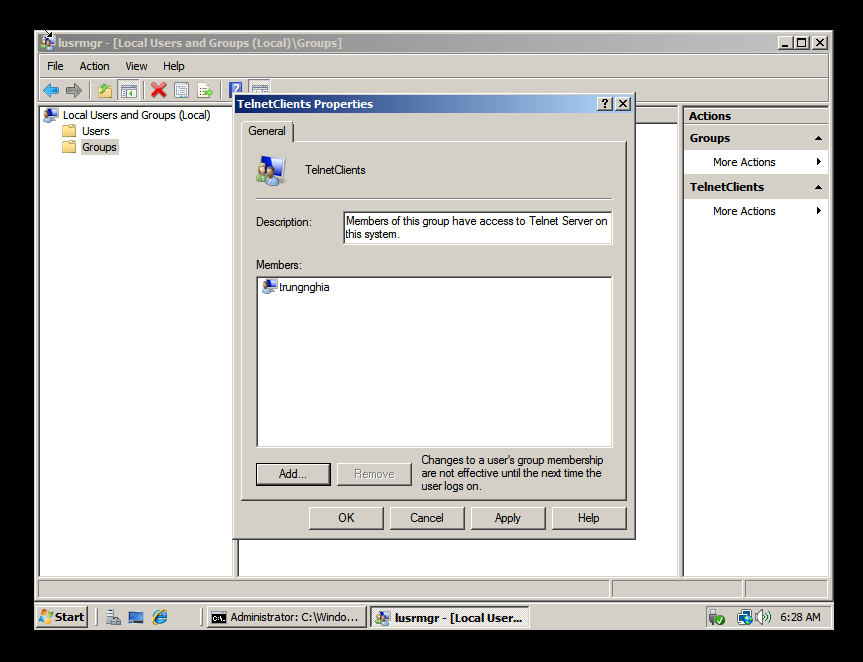 lusrmgr - [Local Users and Groups (Local)\Groups]
File Action View Help
TelnetClients Properties
Local Users and Groups (Local)
Users
Groups
General
TelnetClients
Description:
Members of this group have access to Telnet Server on
this system.
Members:
trungnghia
Add...
Remove
Changes to a user's group membership
are not effective until the next time the
user logs on.
OK Cancel Apply Help
Actions
Groups
More Actions
TelnetClients
More Actions
Start
Administrator: C:\Windo...
lusrmgr - [Local User...
6:28 AM